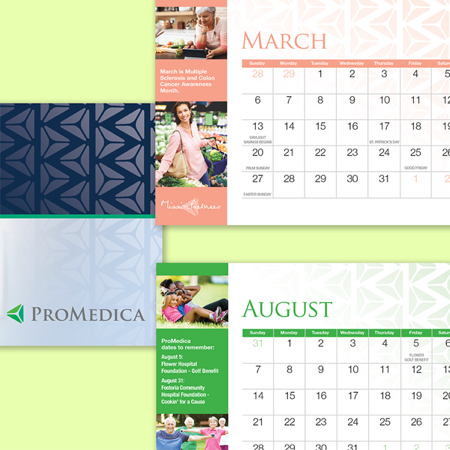 MARCH
Sunday Monday Tuesday Wednesday Thursday Friday
28 29 1 2 3 4 5
6 7 8 9 10 11
13 14 15 16 17 18
DAYLIGHT
SAVINGS BEGINS
ST. PATRICK'S DAY
20 21 22 23 24 25
PALM SUNDAY
GOOD FRIDAY
27 28 29 30 31 1 2
EASTER SUNDAY
March is Multiple
Sclerosis and Colon
Cancer Awareness
Month.
PROMEDICA
AUGUST
Sunday Monday Tuesday Wednesday Thursday Friday
31 1 2 3 4 5 6
FLOWER
GOLF BENEFIT
7 8 9 10 11 12
14 15 16 17 18 19
21 22 23 24 25 26
28 29 30 31 1 2
ProMedica
dates to remember:
August 5:
Flower Hospital
Foundation - Golf Benefit
August 31:
Fostoria Community
Hospital Foundation -
Cookin' for a Cause